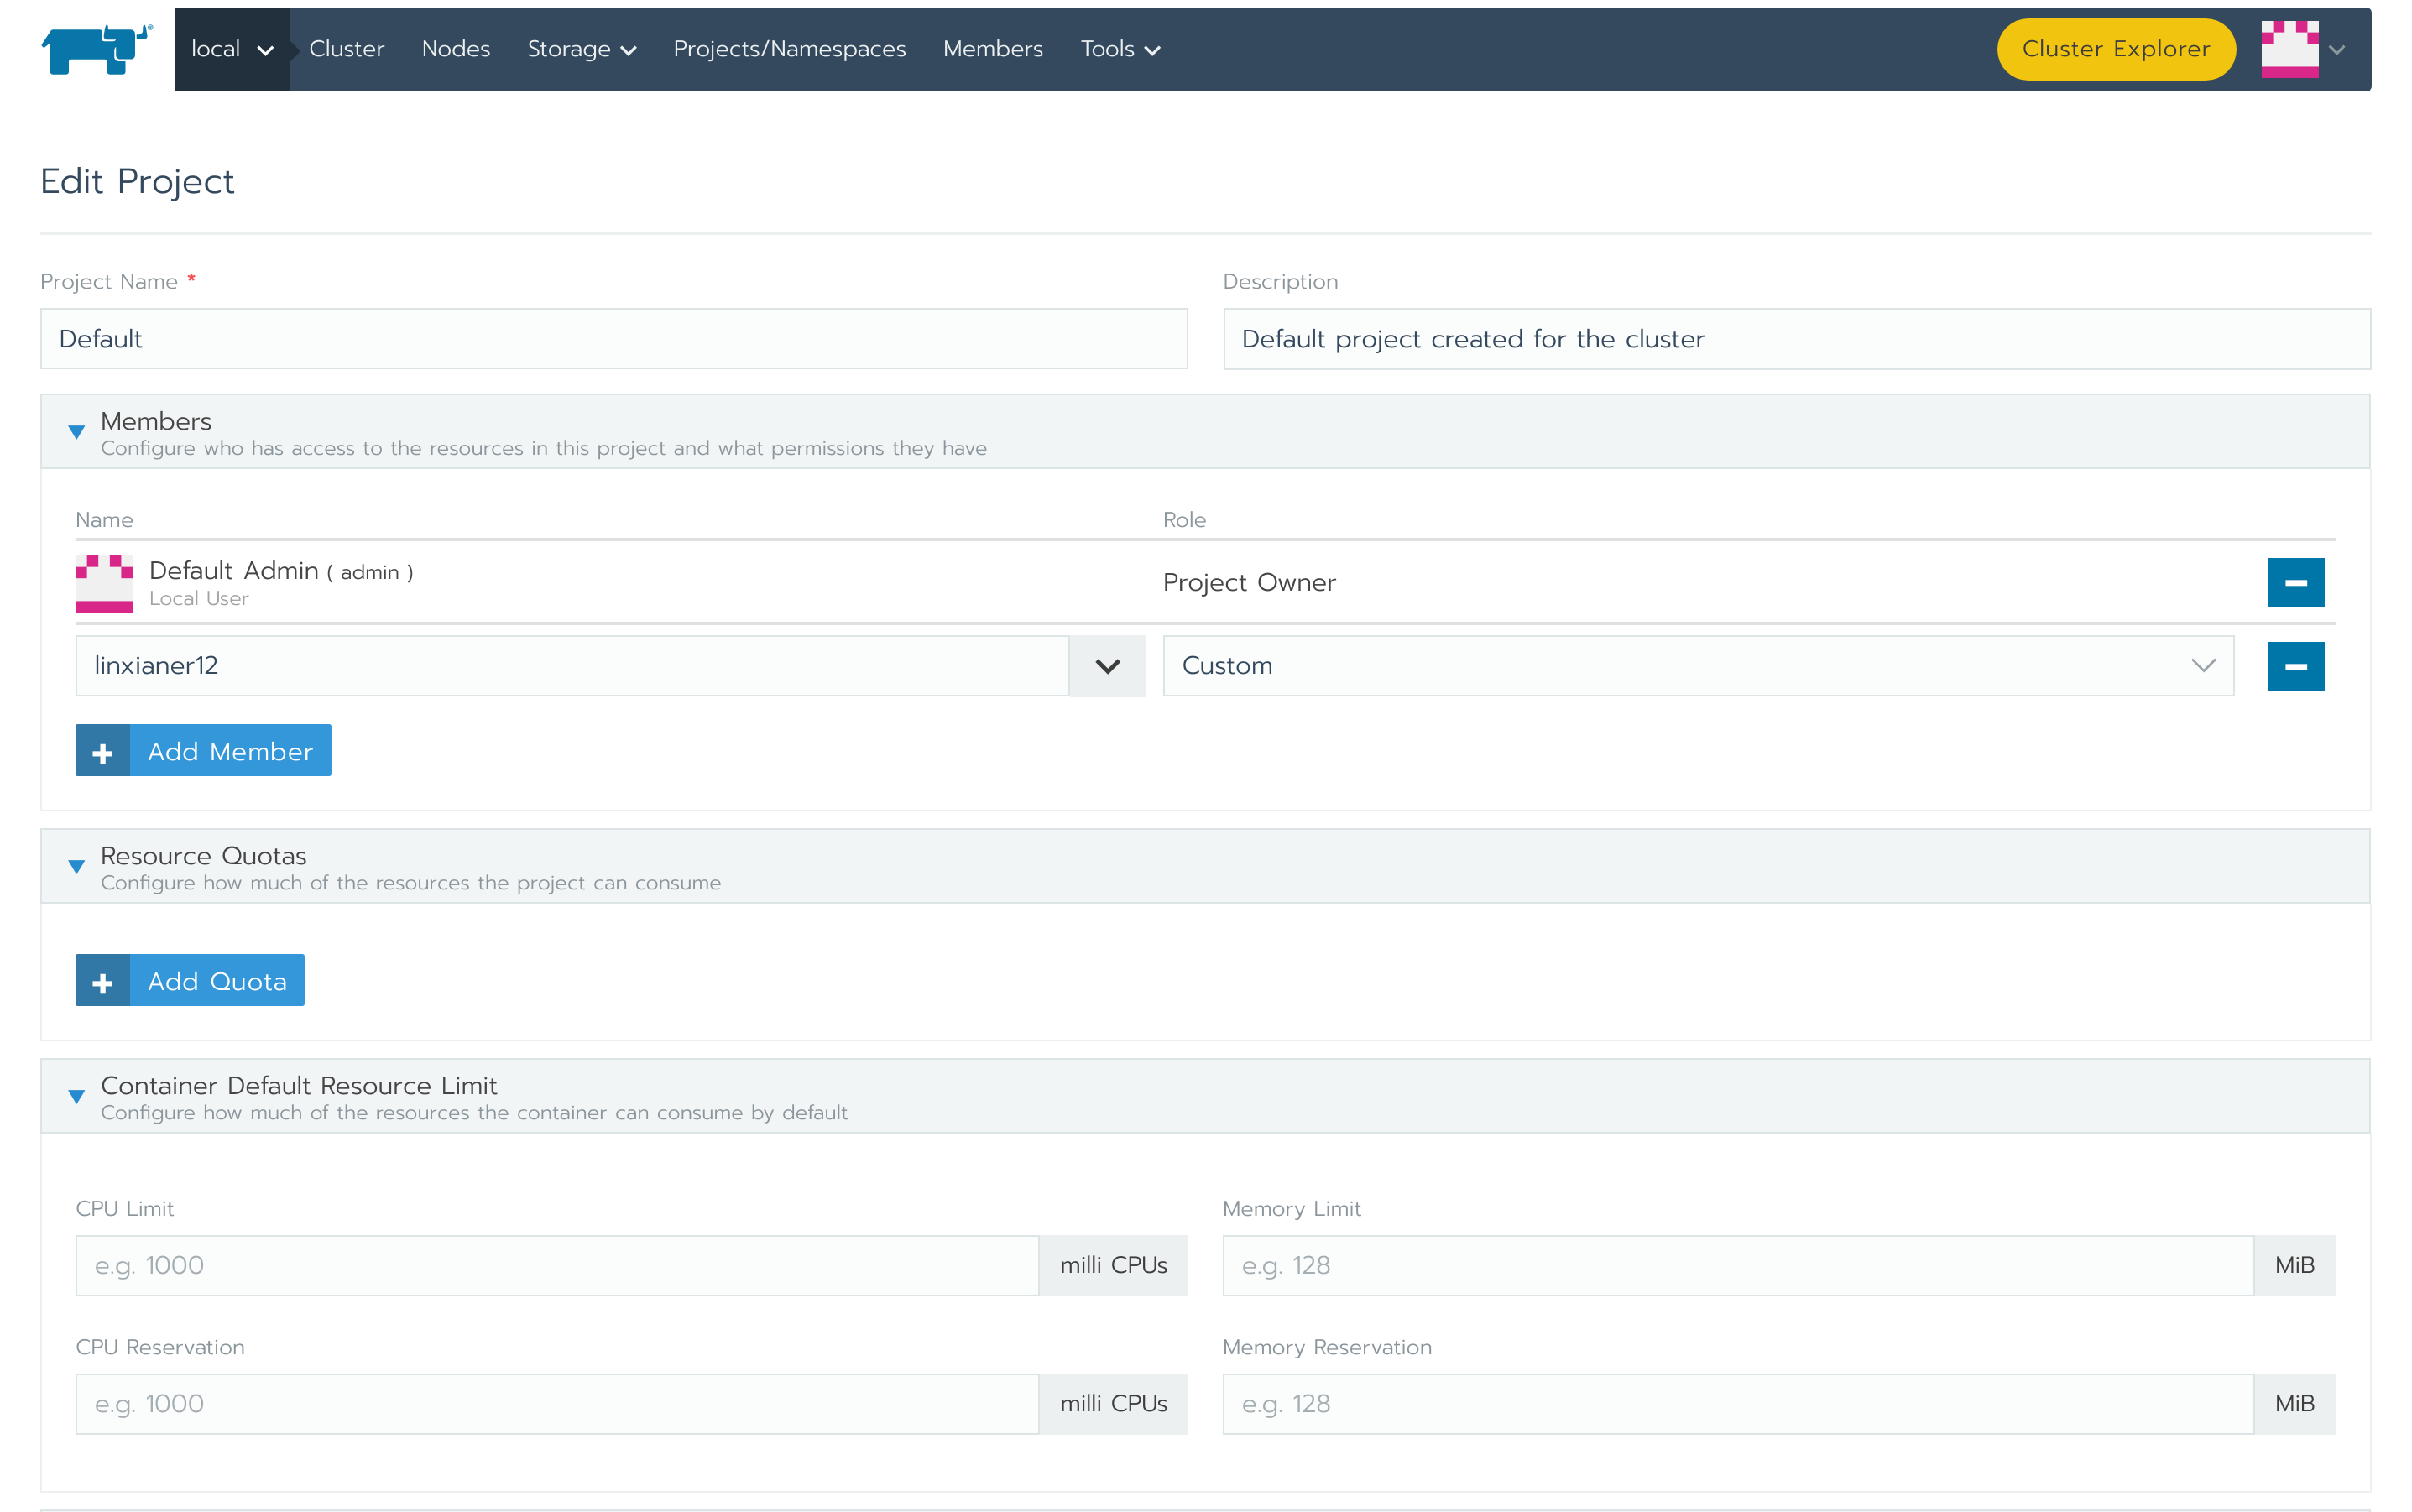 local Cluster Nodes Storage Projects/Namespaces Members Tools Cluster Explorer
Edit Project
Project Name * Description
Default Default project created for the cluster
Members
Configure who has access to the resources in this project and what permissions they have
Name Role
Default Admin ( admin )
Local User
Project Owner
linxianer12 Custom
Add Member
Resource Quotas
Configure how much of the resources the project can consume
Add Quota
Container Default Resource Limit
Configure how much of the resources the container can consume by default
CPU Limit Memory Limit
e.g. 1000 milli CPUs e.g. 128 MiB
CPU Reservation Memory Reservation
e.g. 1000 milli CPUs e.g. 128 MiB